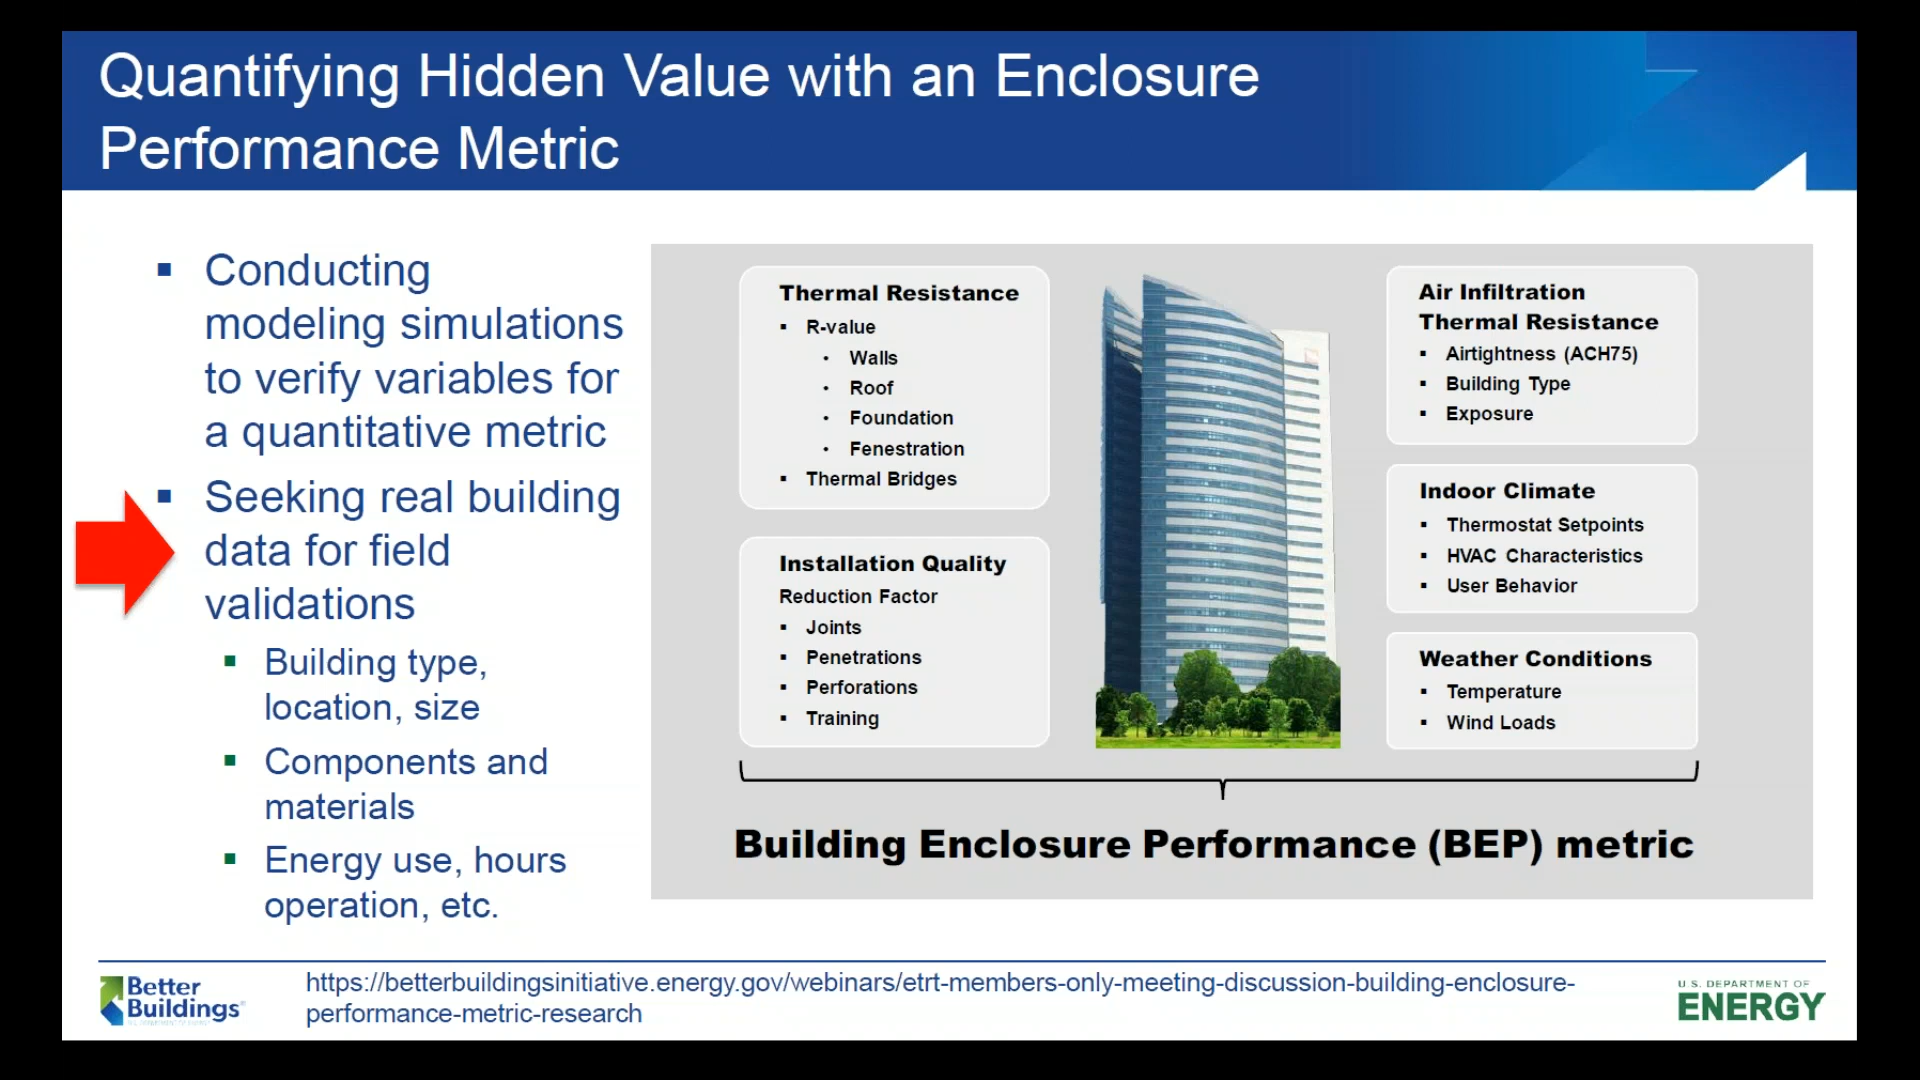 Quantifying Hidden Value with an Enclosure
Performance Metric
Conducting
modeling simulations
to verify variables for
a quantitative metric
Seeking real building
data for field
validations
Building type,
location, size
Components and
materials
Energy use, hours
operation, etc.
Thermal Resistance
R-value
Walls
Roof
Foundation
Fenestration
Thermal Bridges
Installation Quality
Reduction Factor
Joints
Penetrations
Perforations
Training
Air Infiltration
Thermal Resistance
Airtightness (ACH75)
Building Type
Exposure
Indoor Climate
Thermostat Setpoints
HVAC Characteristics
User Behavior
Weather Conditions
Temperature
Wind Loads
Building Enclosure Performance (BEP) metric
Better
Buildings®
https://betterbuildingsinitiative.energy.gov/webinars/etrt-members-only-meeting-discussion-building-enclosure-
performance-metric-research
U.S. DEPARTMENT OF
ENERGY